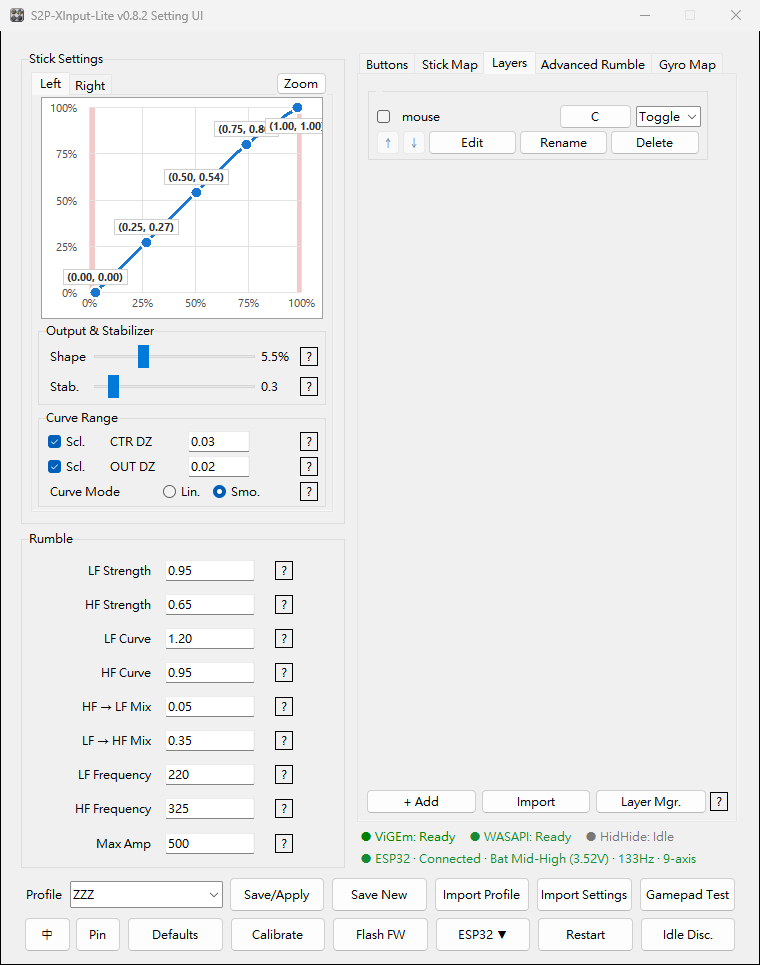 S2P-XInput-Lite v0.8.2 Setting UI
Stick Settings
Left Right Zoom
100%
75%
50%
25%
0%
(0.00, 0.00)
(0.25, 0.27)
(0.50, 0.54)
(0.75, 0.8
(1.00, 1.00
0% 25% 50% 75% 100%
Output & Stabilizer
Shape 5.5% ?
Stab. 0.3 ?
Curve Range
Scl. CTR DZ 0.03 ?
Scl. OUT DZ 0.02 ?
Curve Mode Lin. Smo. ?
Rumble
LF Strength 0.95 ?
HF Strength 0.65 ?
LF Curve 1.20 ?
HF Curve 0.95 ?
HF → LF Mix 0.05 ?
LF → HF Mix 0.35 ?
LF Frequency 220 ?
HF Frequency 325 ?
Max Amp 500 ?
Buttons Stick Map Layers Advanced Rumble Gyro Map
mouse C Toggle
↑ ↓ Edit Rename Delete
+ Add Import Layer Mgr. ?
ViGEm: Ready WASAPI: Ready HidHide: Idle
ESP32 · Connected · Bat Mid-High (3.52V) · 133Hz · 9-axis
Profile ZZZ Save/Apply Save New Import Profile Import Settings Gamepad Test
中 Pin Defaults Calibrate Flash FW ESP32 ▼ Restart Idle Disc.